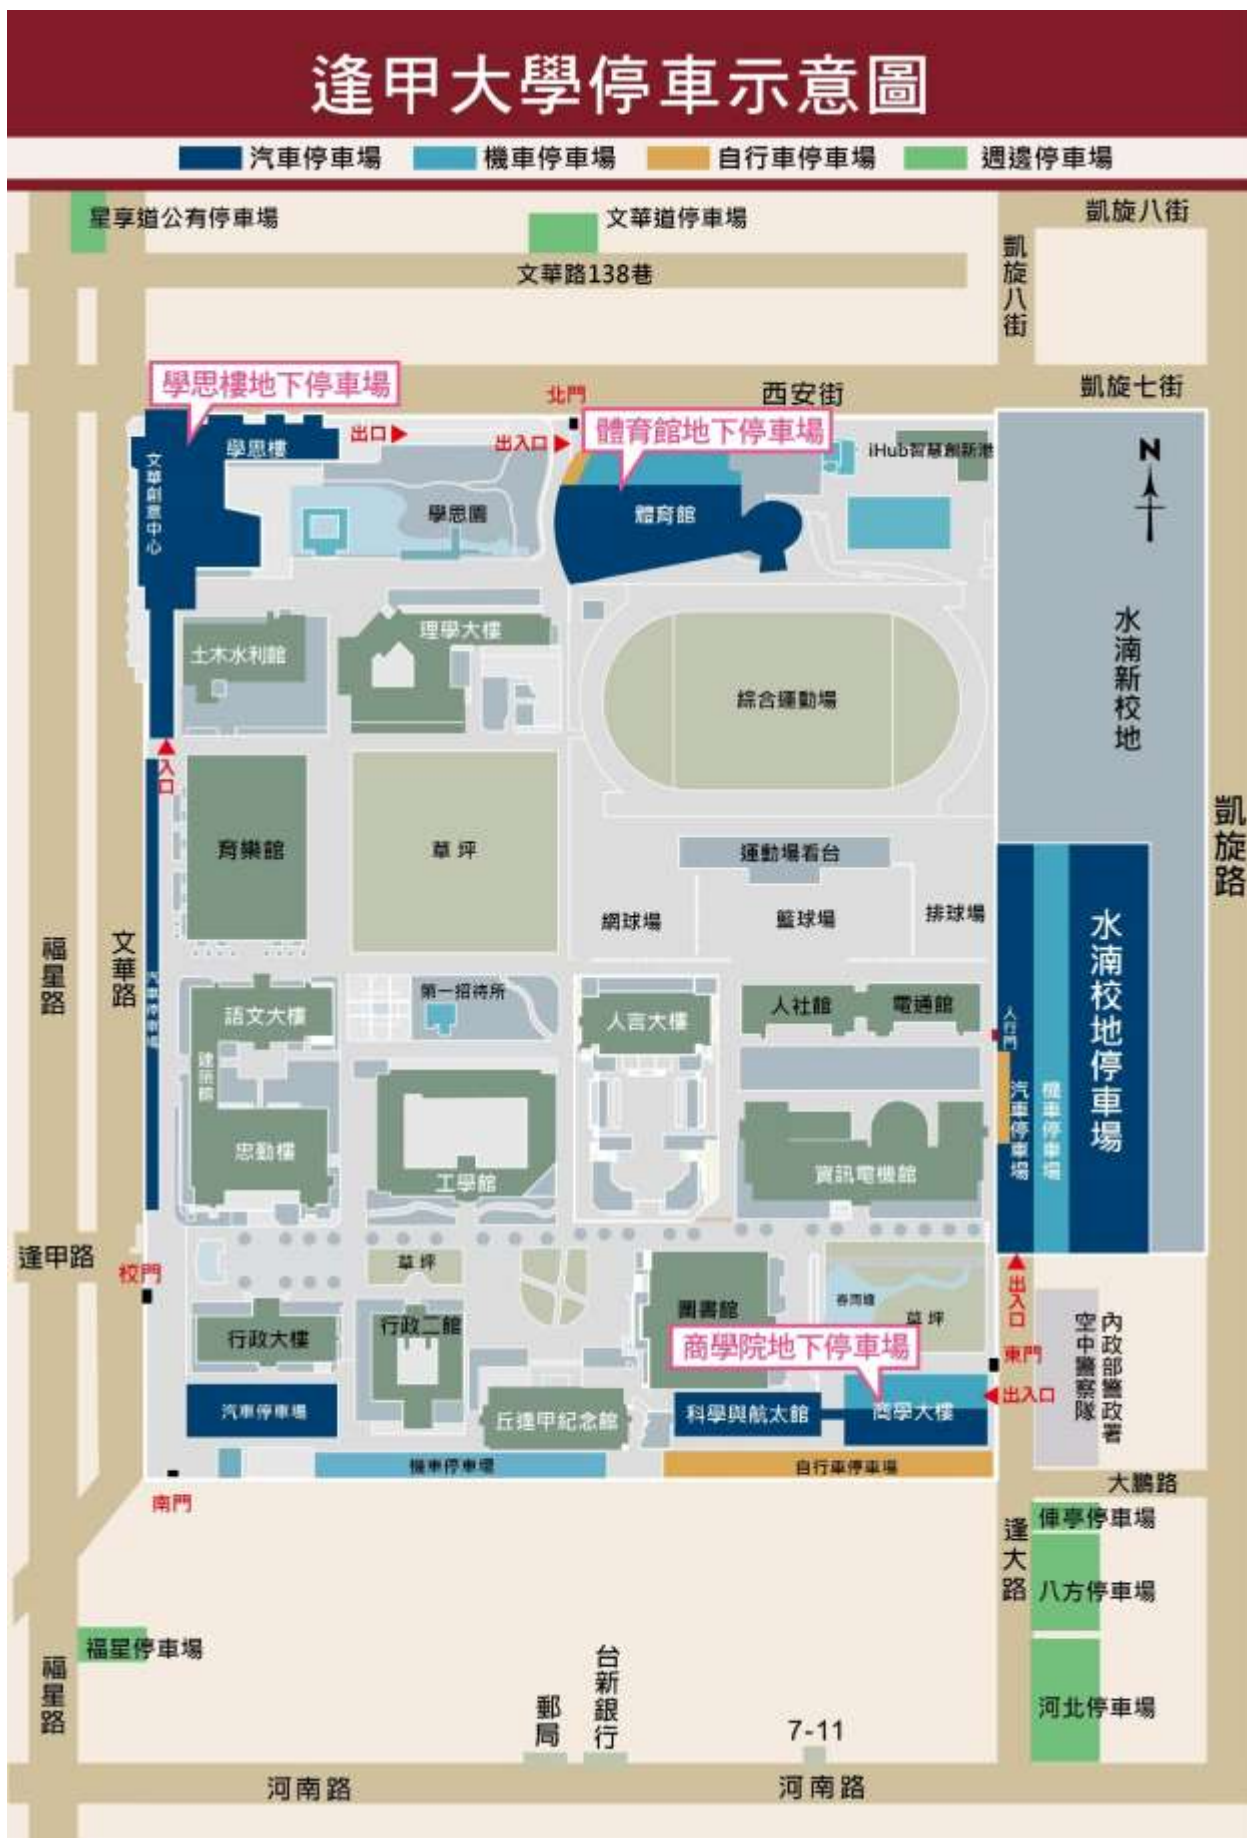 逢甲大學停車示意圖
汽車停車場
機車停車場
自行車停車場
週邊停車場
星享道公有停車場
文華道停車場
凱旋八街
文華路138巷
凱旋八街
學思樓地下停車場
北門
西安街
凱旋七街
體育館地下停車場
學思樓
出口
出入口
iHub智慧創新港
N
文華創意中心
學思園
體育館
水湳新校地
理學大樓
土木水利館
綜合運動場
入口
凱旋路
育樂館
草坪
運動場看台
網球場
籃球場
排球場
福星路
文華路
汽車停車場
水湳校地停車場
第一招待所
語文大樓
人言大樓
人社館
電通館
人行門
建築館
汽車停車場
機車停車場
忠勤樓
工學館
資訊電機館
逢甲路
校門
草坪
圖書館
草坪
出入口
內政部警政署
空中警察隊
行政大樓
行政二館
商學院地下停車場
東門
出入口
汽車停車場
丘逢甲紀念館
科學與航太館
商學大樓
機車停車場
自行車停車場
大鵬路
南門
俥亭停車場
逢大路
八方停車場
福星停車場
福星路
郵局
台新銀行
7-11
河北停車場
河南路
河南路